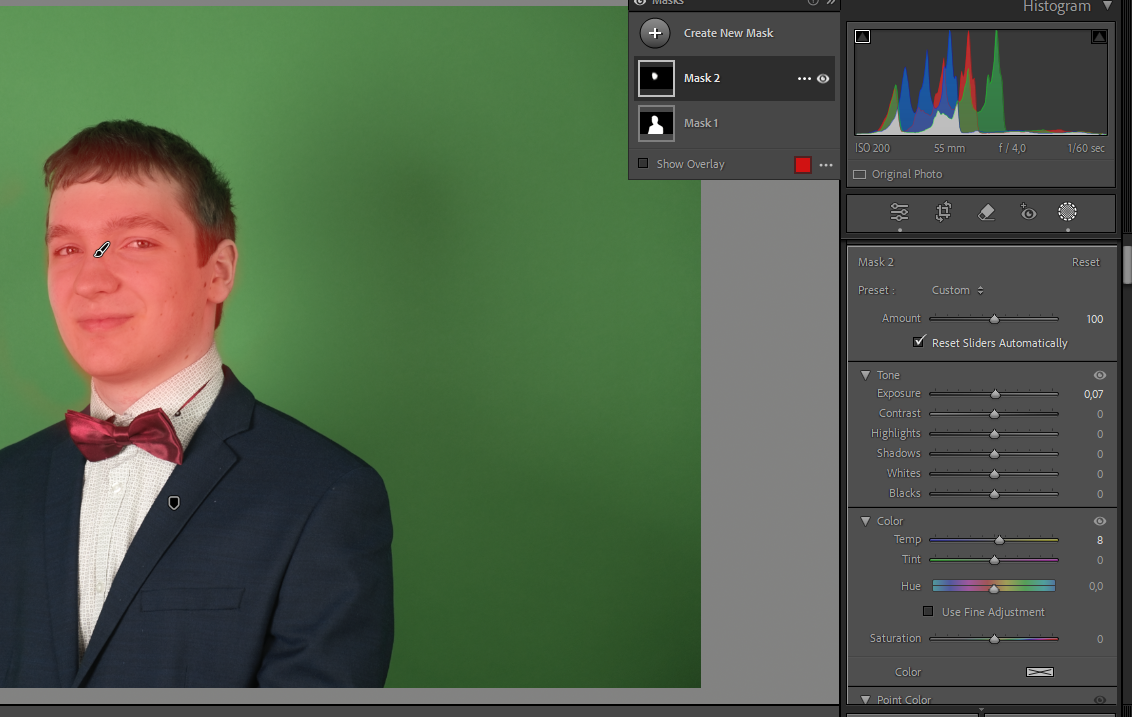 Masks
Create New Mask
Mask 2
Mask 1
Show Overlay
Histogram
ISO 200 55 mm f / 4,0 1/60 sec
Original Photo
Mask 2 Reset
Preset : Custom
Amount 100
Reset Sliders Automatically
Tone
Exposure 0,07
Contrast 0
Highlights 0
Shadows 0
Whites 0
Blacks 0
Color
Temp 8
Tint 0
Hue 0,0
Use Fine Adjustment
Saturation 0
Color
Point Color